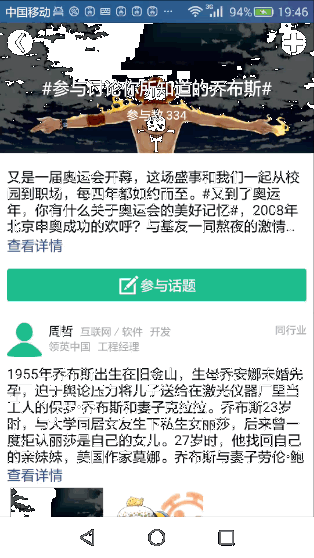 中国移动
94%
19:46
#参与讨论你所知道的乔布斯#
参与数 334
又是一届奥运会开幕，这场盛事和我们一起从校
园到职场，每四年都如约而至。#又到了奥运
年，你有什么关于奥运会的美好记忆#，2008年
北京申奥成功的欢呼？与基友一同熬夜的激情...
查看详情
参与话题
周哲 互联网/软件 开发
同行业
领英中国 工程经理
1955年乔布斯出生在旧金山，生母乔安娜未婚先
孕，迫于舆论压力将儿子送给在激光仪器厂里当
工人的保罗·乔布斯和妻子克拉拉。乔布斯23岁
时，与大学同居女友生下私生女丽莎，后来曾一
度拒认丽莎是自己的女儿。27岁时，他找回自己
的亲妹妹，美国作家莫娜。乔布斯与妻子劳伦·鲍
查看详情